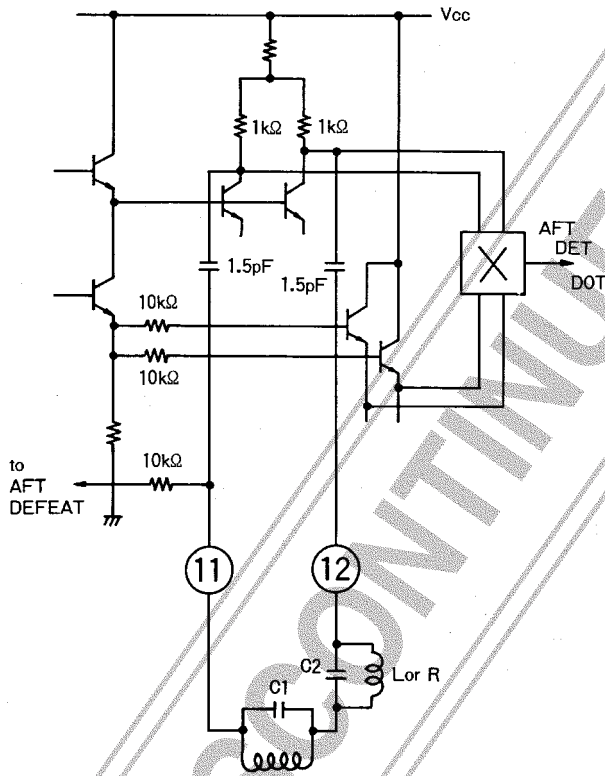 Vcc
1kΩ
1kΩ
1.5pF
1.5pF
AFT
DET
DOT
10kΩ
10kΩ
to
AFT
DEFEAT
10kΩ
11
12
C2
L or R
C1